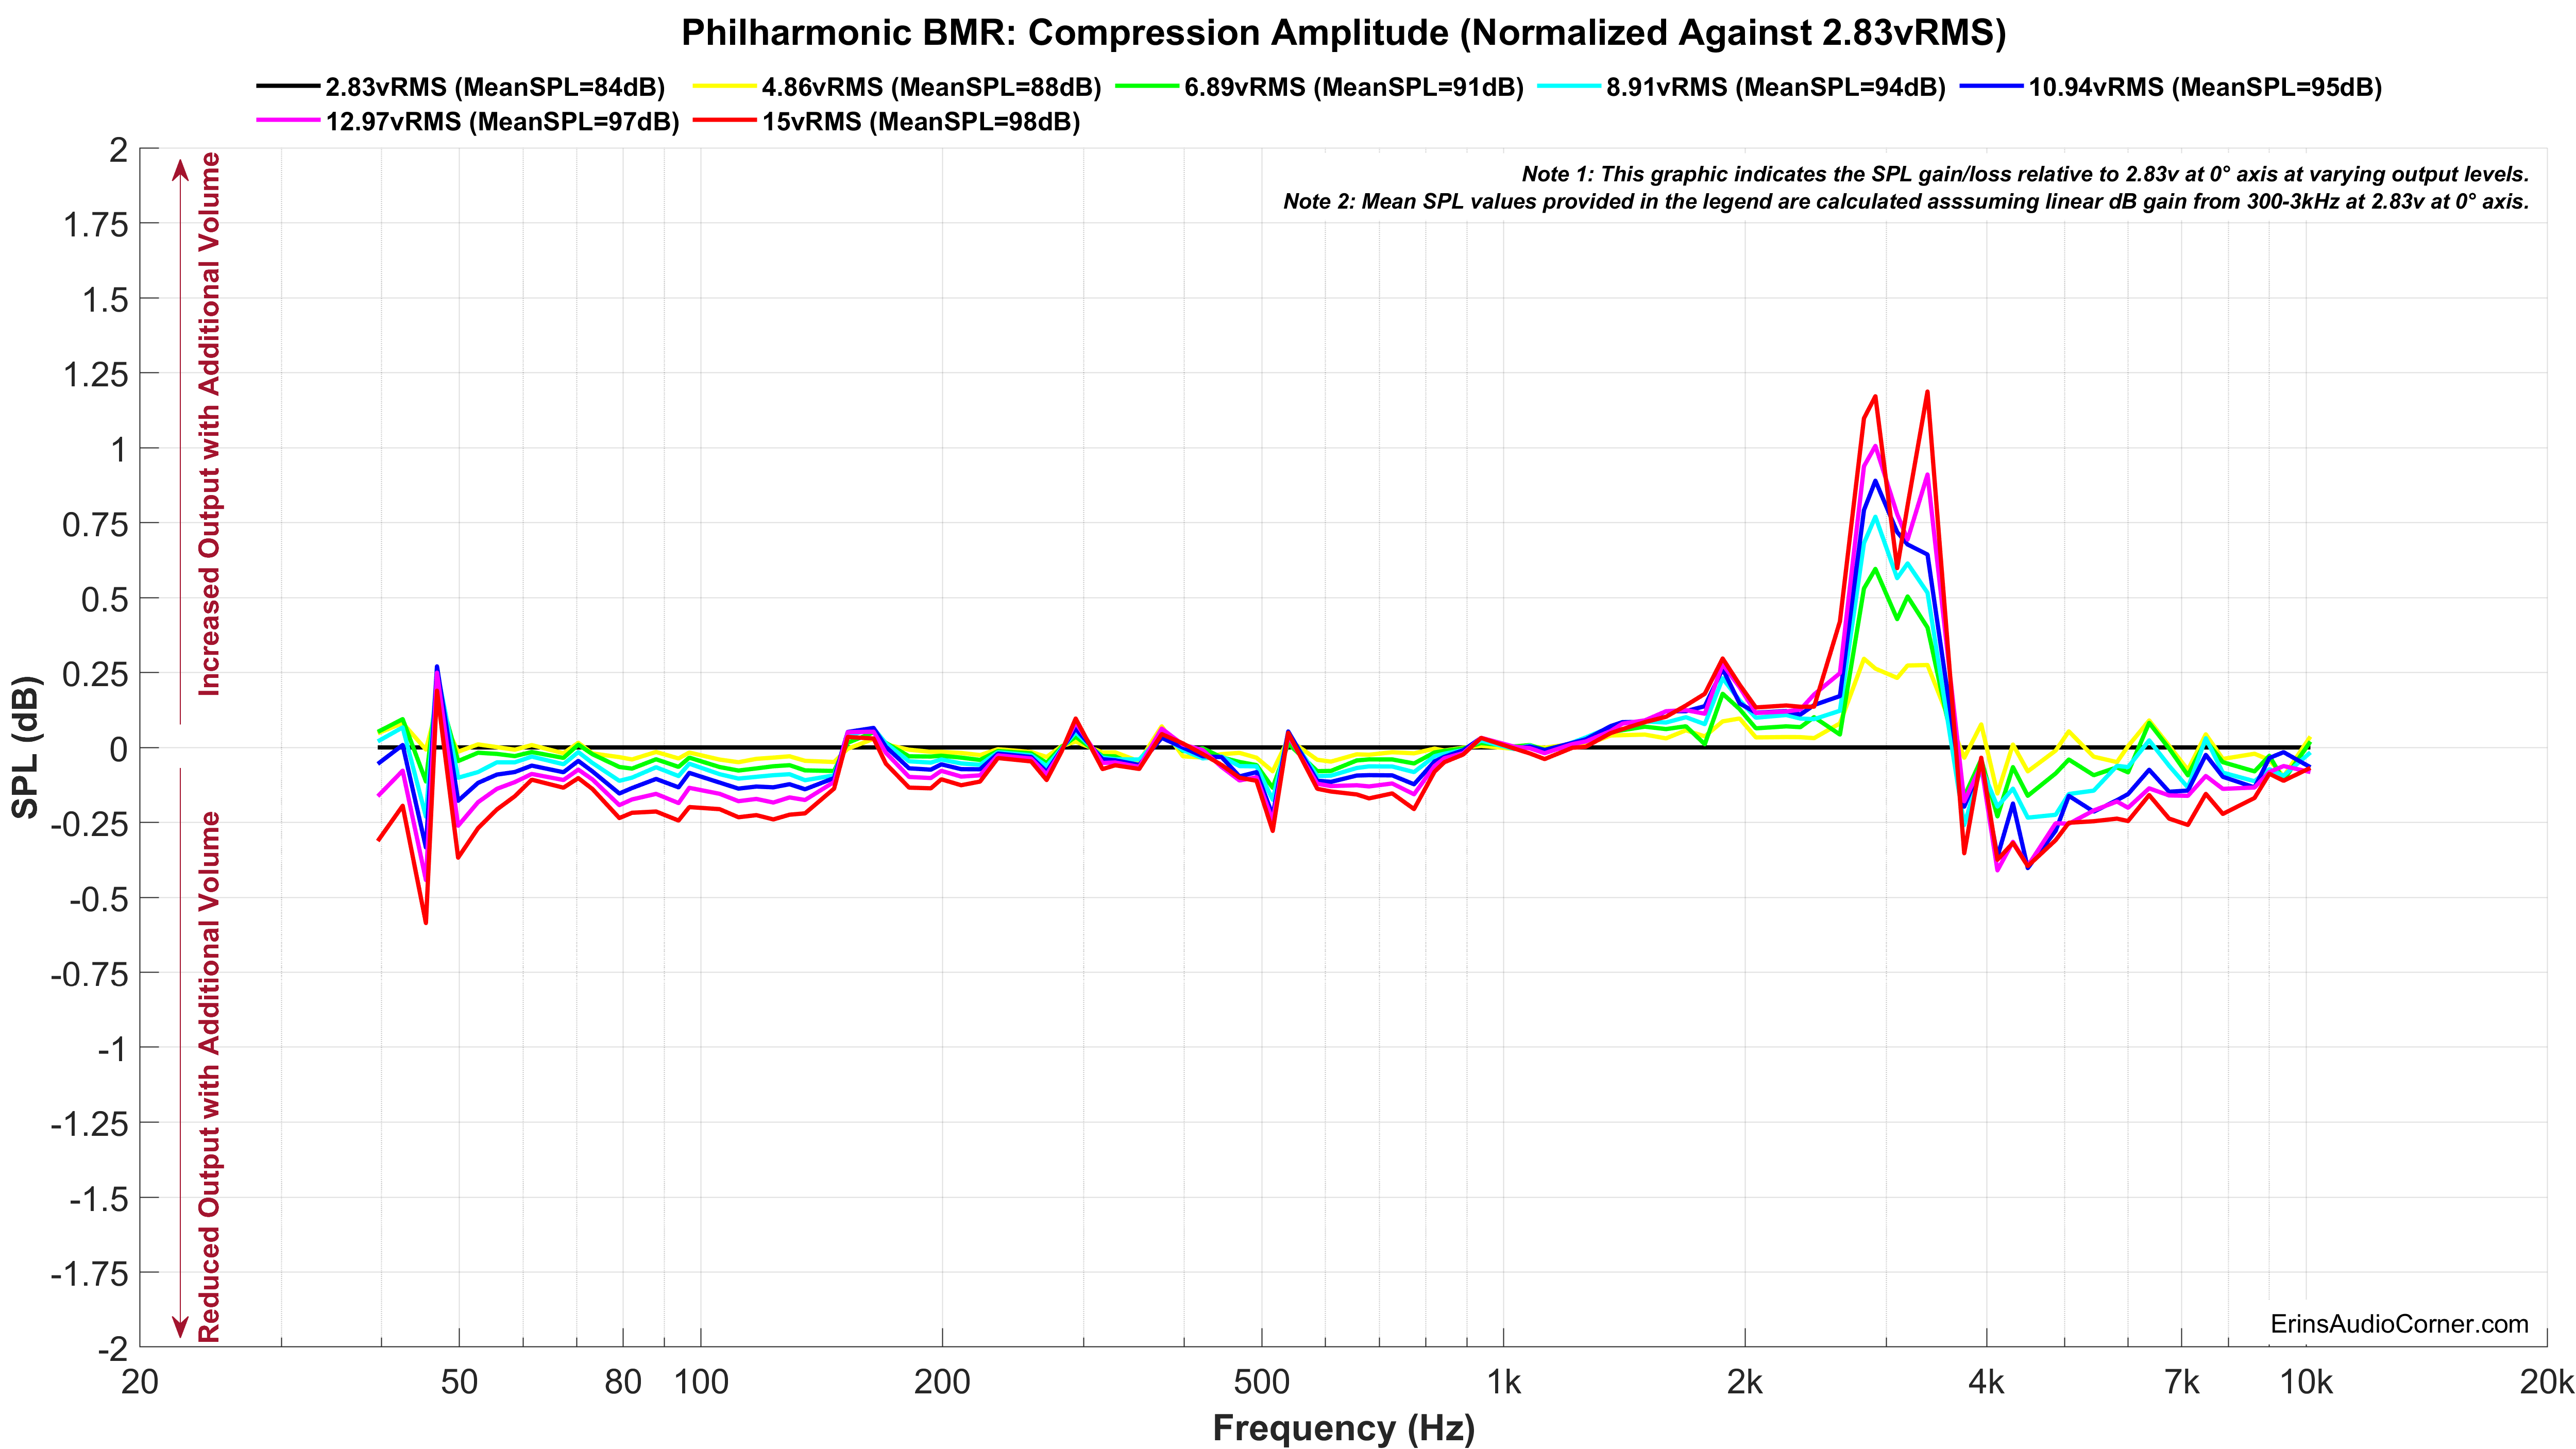 Philharmonic BMR: Compression Amplitude (Normalized Against 2.83vRMS)
2.83vRMS (MeanSPL=84dB) 4.86vRMS (MeanSPL=88dB) 6.89vRMS (MeanSPL=91dB) 8.91vRMS (MeanSPL=94dB) 10.94vRMS (MeanSPL=95dB)
12.97vRMS (MeanSPL=97dB) 15vRMS (MeanSPL=98dB)
Note 1: This graphic indicates the SPL gain/loss relative to 2.83v at 0° axis at varying output levels.
Note 2: Mean SPL values provided in the legend are calculated asssuming linear dB gain from 300-3kHz at 2.83v at 0° axis.
SPL (dB)
2
1.75
1.5
1.25
1
0.75
0.5
0.25
0
-0.25
-0.5
-0.75
-1
-1.25
-1.5
-1.75
-2
Increased Output with Additional Volume
Reduced Output with Additional Volume
ErinsAudioCorner.com
20 50 80 100 200 500 1k 2k 4k 7k 10k 20k
Frequency (Hz)